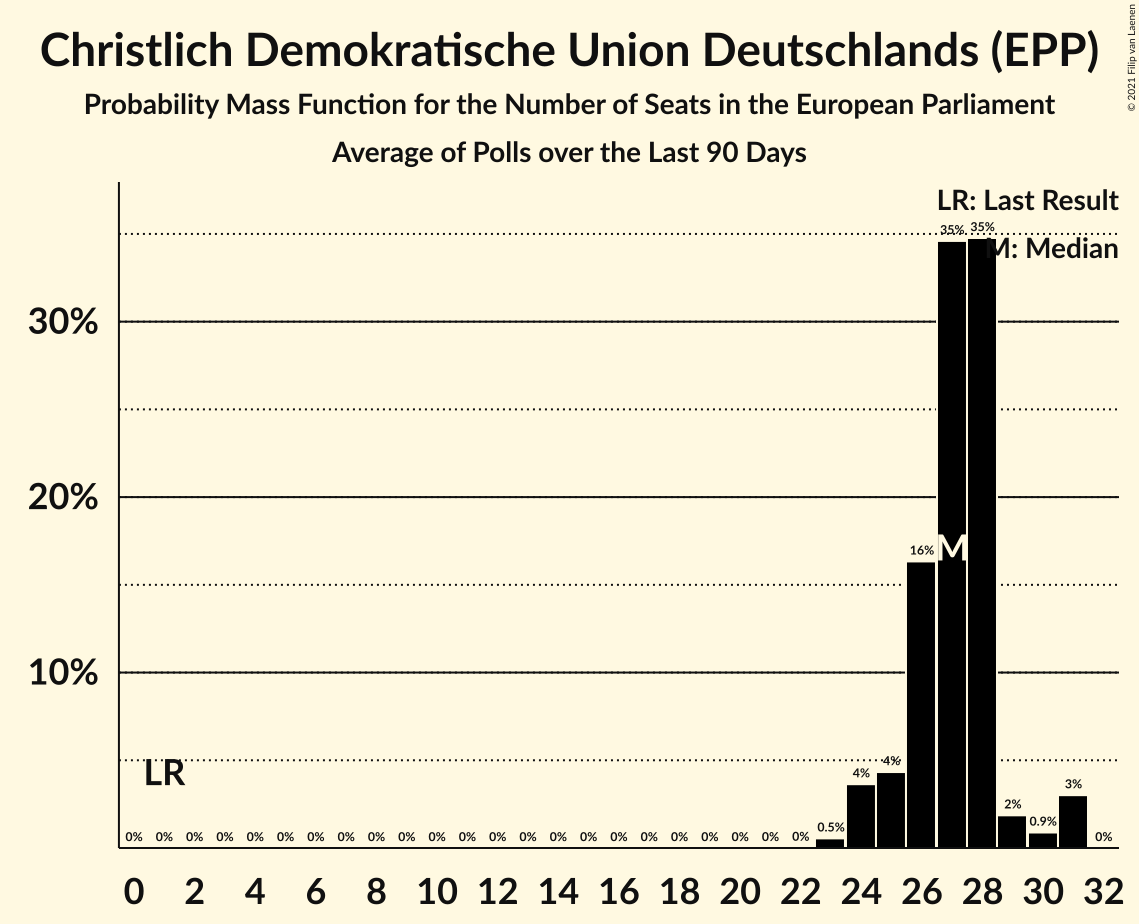 Christlich Demokratische Union Deutschlands (EPP)
Probability Mass Function for the Number of Seats in the European Parliament
Average of Polls over the Last 90 Days
© 2021 Filip van Laenen
LR: Last Result
M: Median
30%
20%
10%
LR
M
0% 0% 0% 0% 0% 0% 0% 0% 0% 0% 0% 0% 0% 0% 0% 0% 0% 0% 0% 0% 0% 0% 0% 0.5% 4% 4% 16% 35% 35% 2% 0.9% 3% 0%
0 2 4 6 8 10 12 14 16 18 20 22 24 26 28 30 32